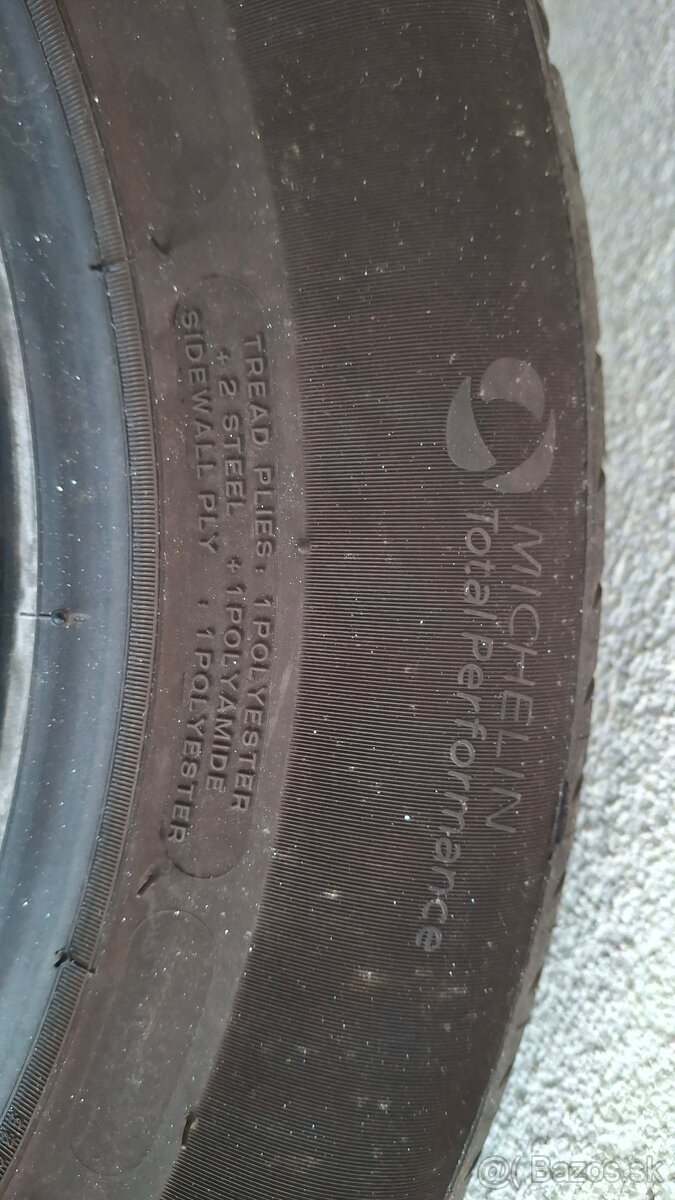 MICHELIN
Total Performance
TREAD PLIES: 1 POLYESTER
+ 2 STEEL + 1 POLYAMIDE
SIDEWALL PLY : 1 POLYESTER
@( Bazos.sk